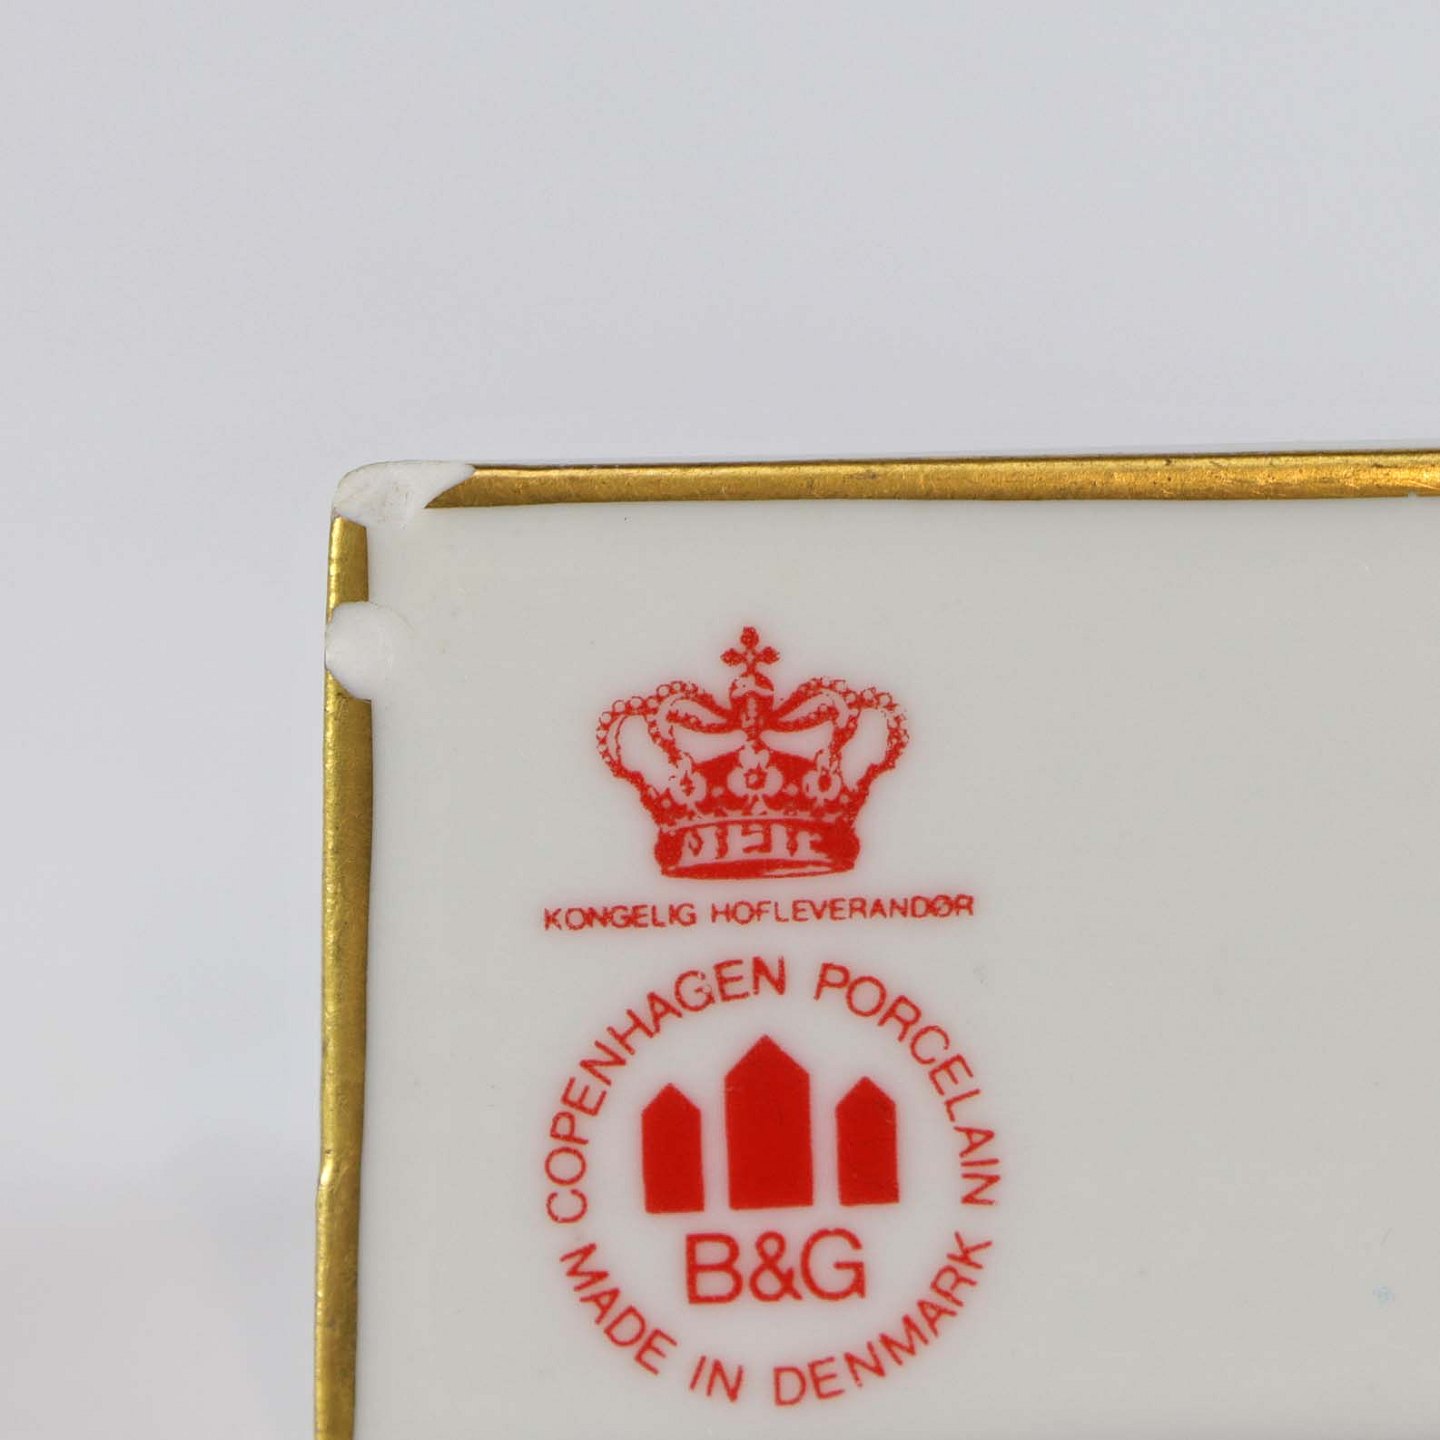 KONGELIG HOFLEVERANDØR
COPENHAGEN PORCELAIN
B&G
MADE IN DENMARK